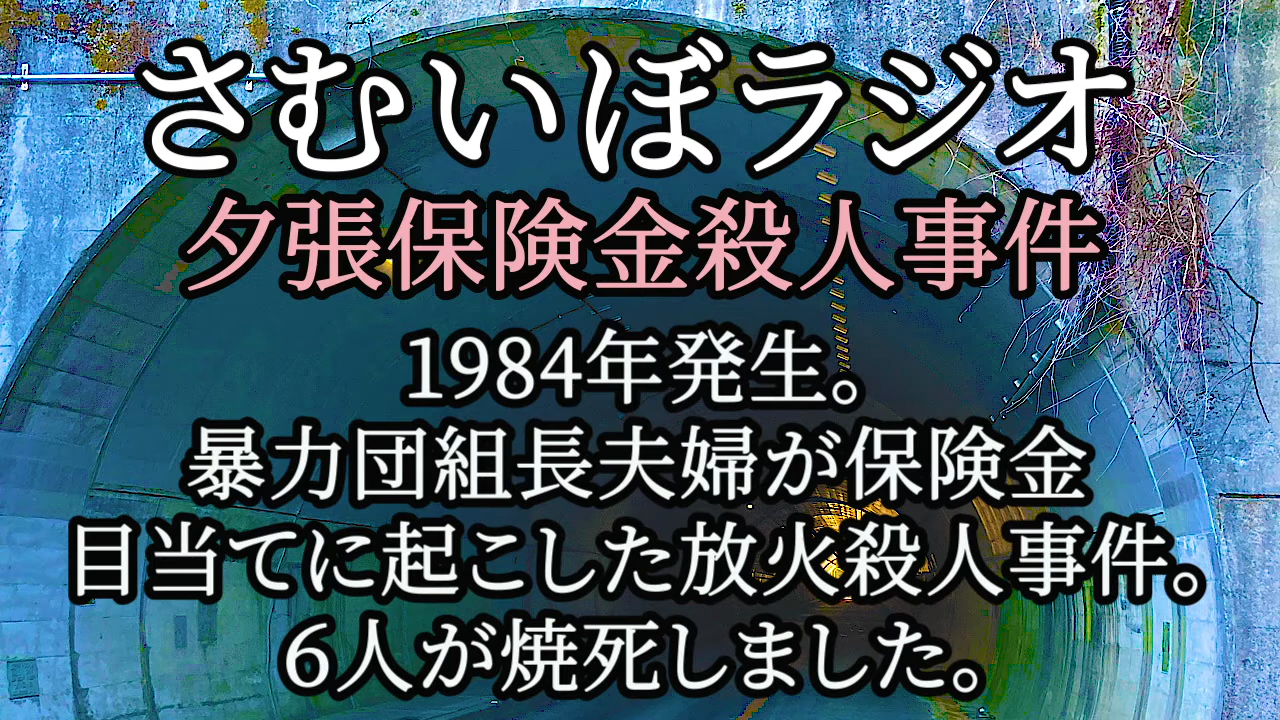 さむいぼラジオ
夕張保険金殺人事件
1984年発生。
暴力団組長夫婦が保険金
目当てに起こした放火殺人事件。
6人が焼死しました。